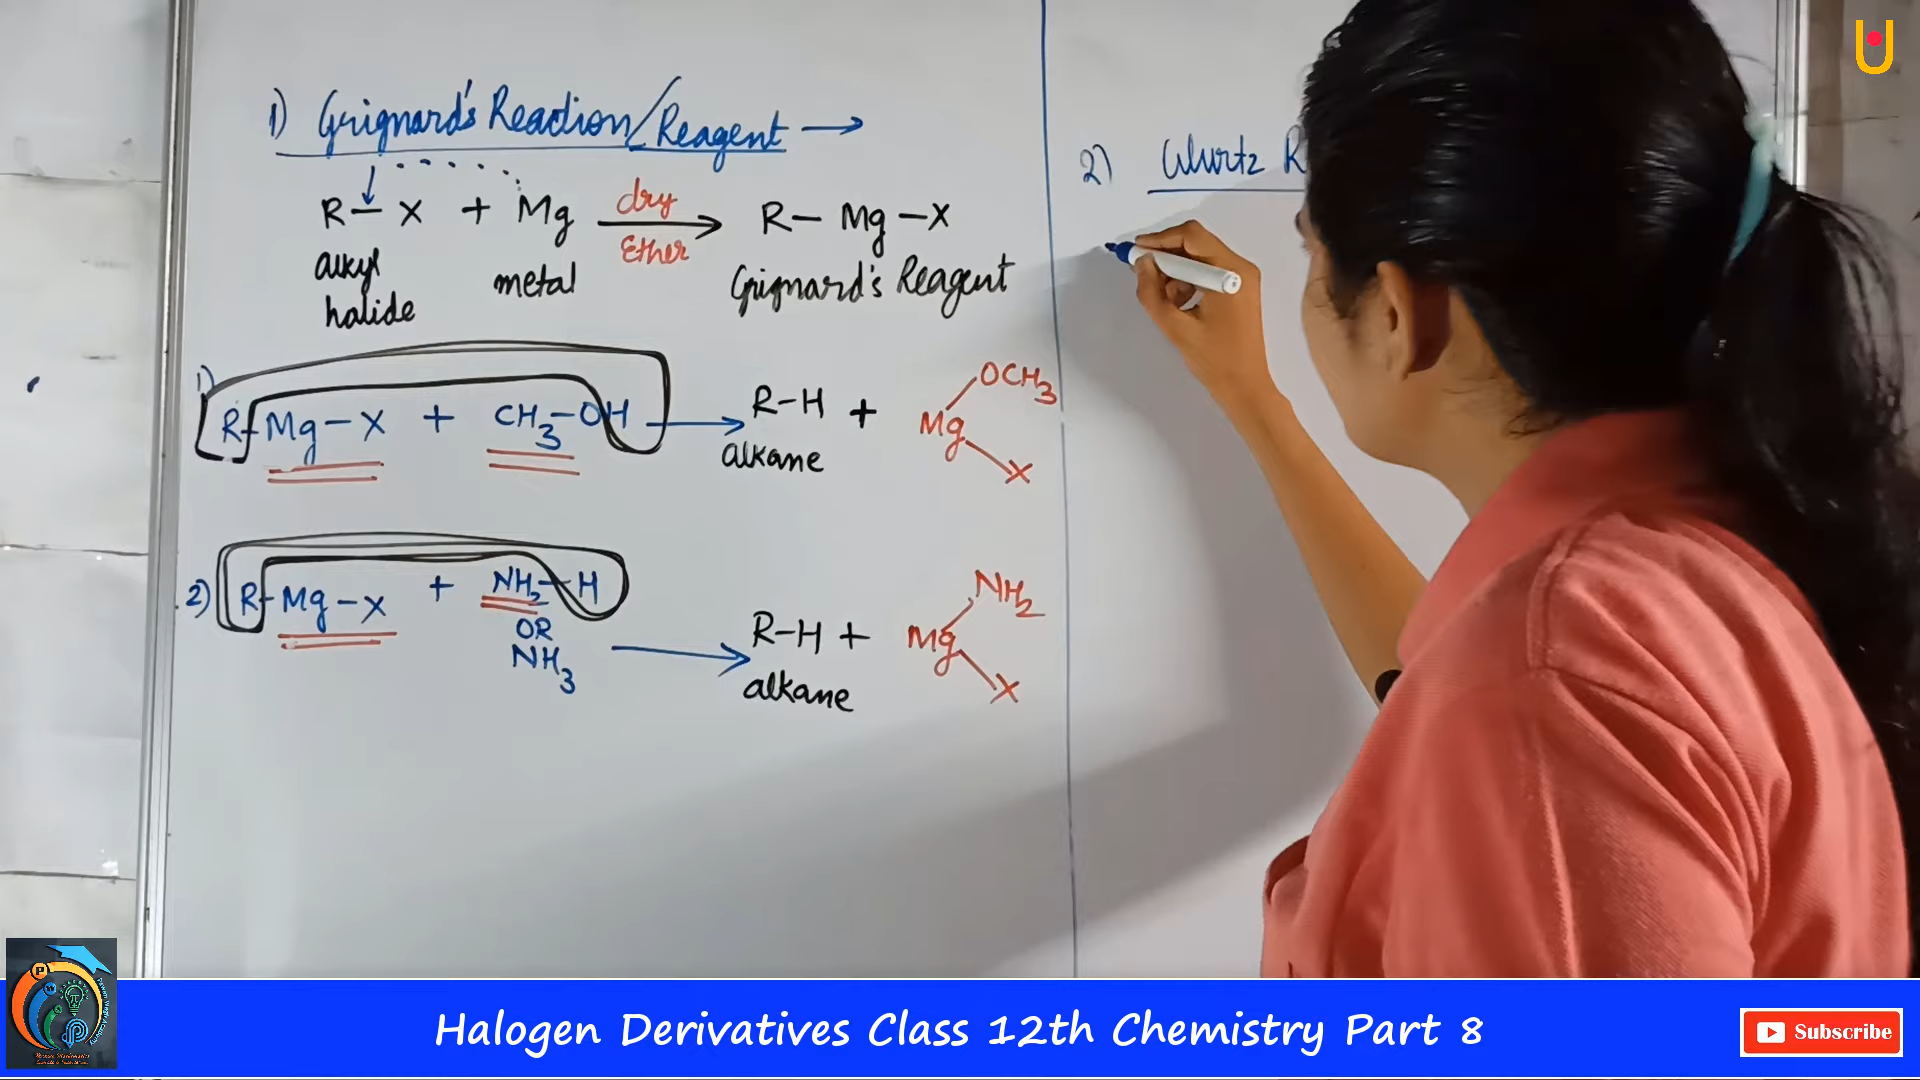 1) Grignard's Reaction/Reagent →
R – X + Mg dry Ether → R – Mg – X
alkyl halide metal Grignard's Reagent
1)
R-Mg – X + CH3-OH → R-H + Mg OCH3 X
alkane
2) R-Mg – X + NH2-H
OR
NH3 → R-H + Mg NH2 X
alkane
2) Wurtz R
Halogen Derivatives Class 12th Chemistry Part 8
Subscribe